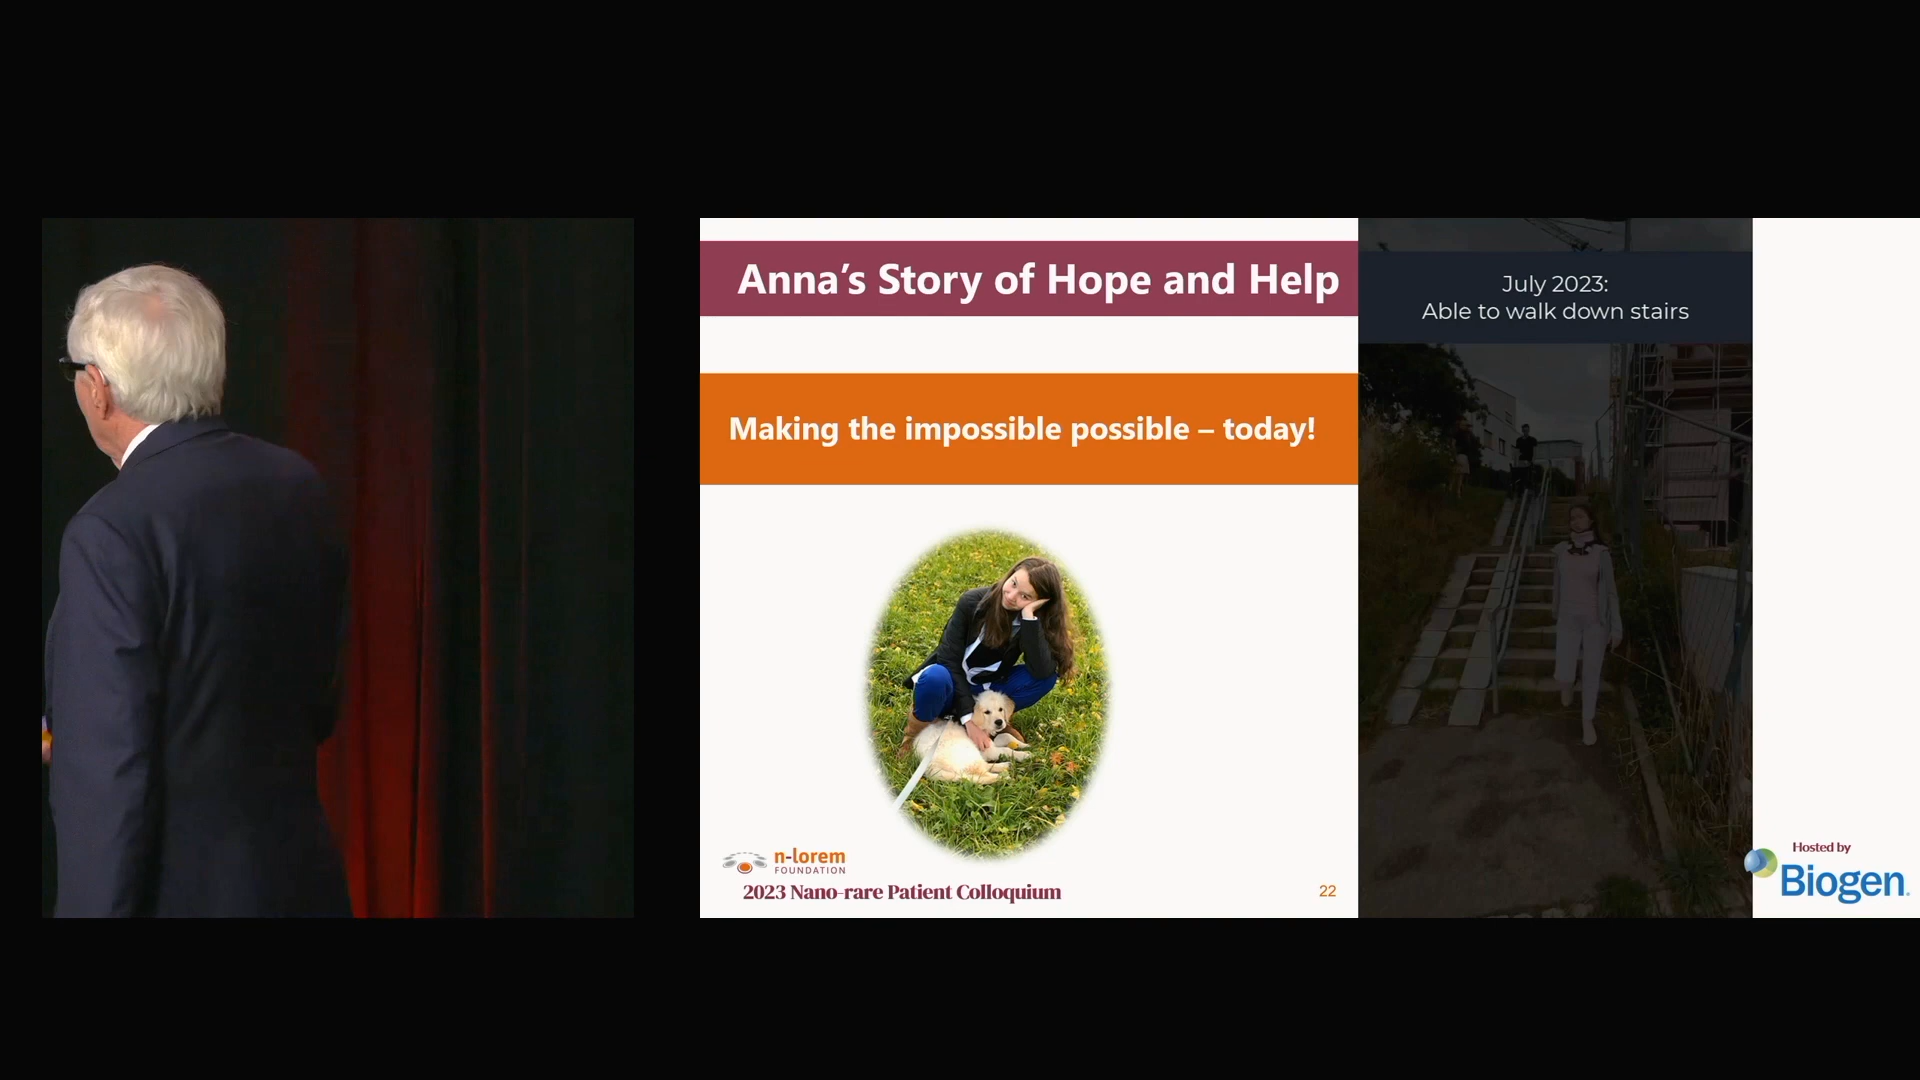 Anna’s Story of Hope and Help
Making the impossible possible – today!
July 2023:
Able to walk down stairs
n-lorem
FOUNDATION
2023 Nano-rare Patient Colloquium
22
Hosted by
Biogen.